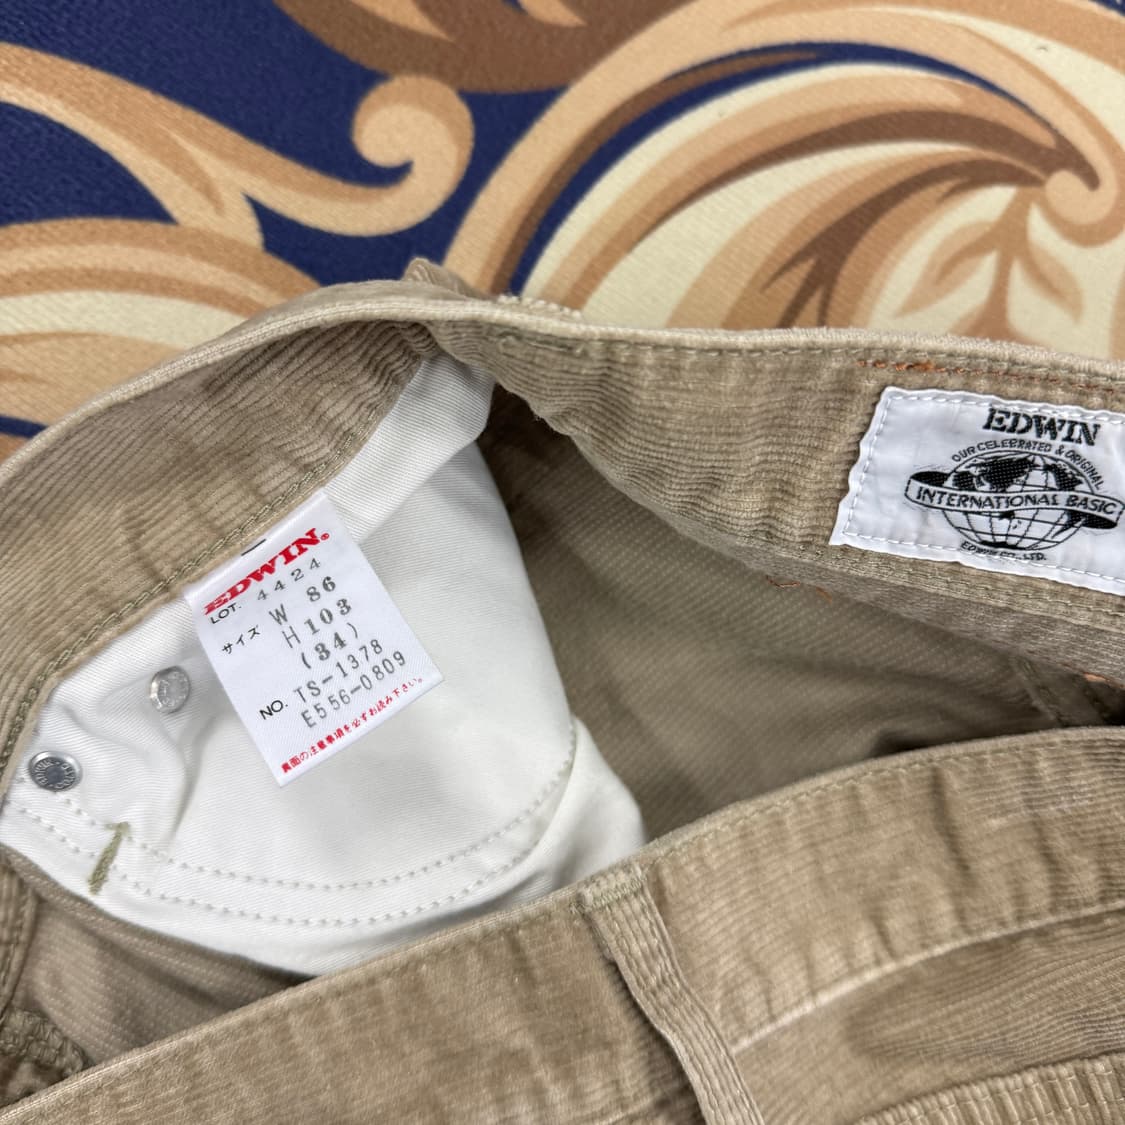 EDWIN®
LOT. 4424
サイズ W 86
H 103
(34)
NO. TS-1378
E556-0809
裏面の注意事項を必ずお読み下さい。
EDWIN
OUR CELEBRATED & ORIGINAL
INTERNATIONAL BASIC
EDWIN CO., LTD.